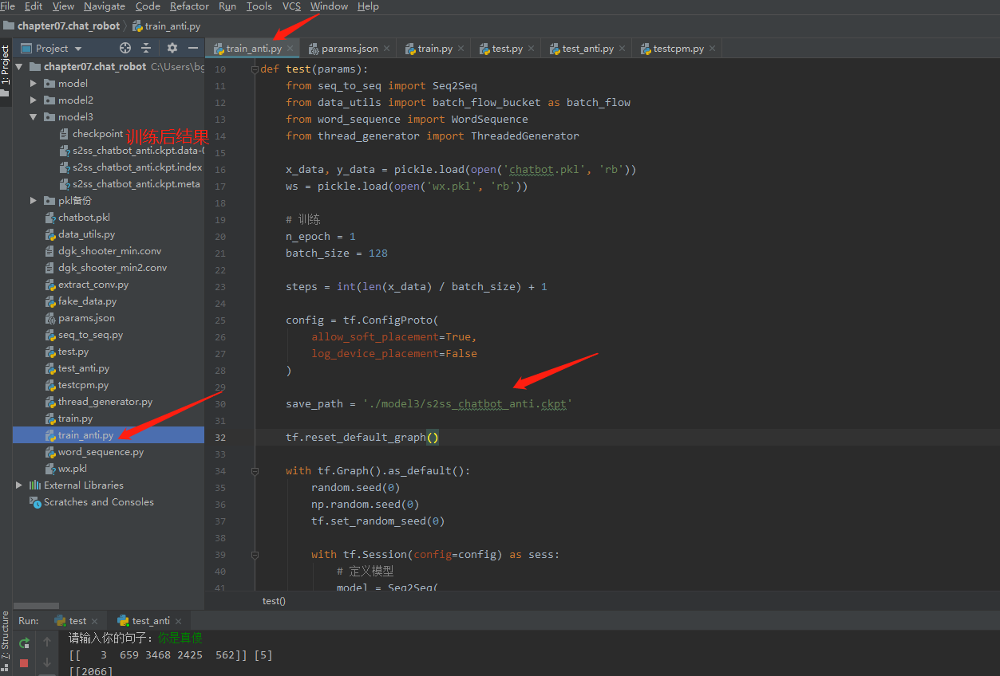 File Edit View Navigate Code Refactor Run Tools VCS Window Help
chapter07.chat_robot train_anti.py
1: Project
Project
train_anti.py params.json train.py test.py test_anti.py testcpm.py
chapter07.chat_robot C:\Users\bg
model
model2
model3
checkpoint 训练后结果
s2ss_chatbot_anti.ckpt.data-0
s2ss_chatbot_anti.ckpt.index
s2ss_chatbot_anti.ckpt.meta
pkl备份
chatbot.pkl
data_utils.py
dgk_shooter_min.conv
dgk_shooter_min2.conv
extract_conv.py
fake_data.py
params.json
seq_to_seq.py
test.py
test_anti.py
testcpm.py
thread_generator.py
train.py
train_anti.py
word_sequence.py
wx.pkl
External Libraries
Scratches and Consoles
10 def test(params):
11 from seq_to_seq import Seq2Seq
12 from data_utils import batch_flow_bucket as batch_flow
13 from word_sequence import WordSequence
14 from thread_generator import ThreadedGenerator
15
16 x_data, y_data = pickle.load(open('chatbot.pkl', 'rb'))
17 ws = pickle.load(open('wx.pkl', 'rb'))
18
19 # 训练
20 n_epoch = 1
21 batch_size = 128
22
23 steps = int(len(x_data) / batch_size) + 1
24
25 config = tf.ConfigProto(
26 allow_soft_placement=True,
27 log_device_placement=False
28 )
29
30 save_path = './model3/s2ss_chatbot_anti.ckpt'
31
32 tf.reset_default_graph()
33
34 with tf.Graph().as_default():
35 random.seed(0)
36 np.random.seed(0)
37 tf.set_random_seed(0)
38
39 with tf.Session(config=config) as sess:
40 # 定义模型
41 model = Seq2Seq(
test()
7: Structure
Run: test test_anti
请输入你的句子：你是真傻
[[ 3 659 3468 2425 562]] [5]
[[2066]